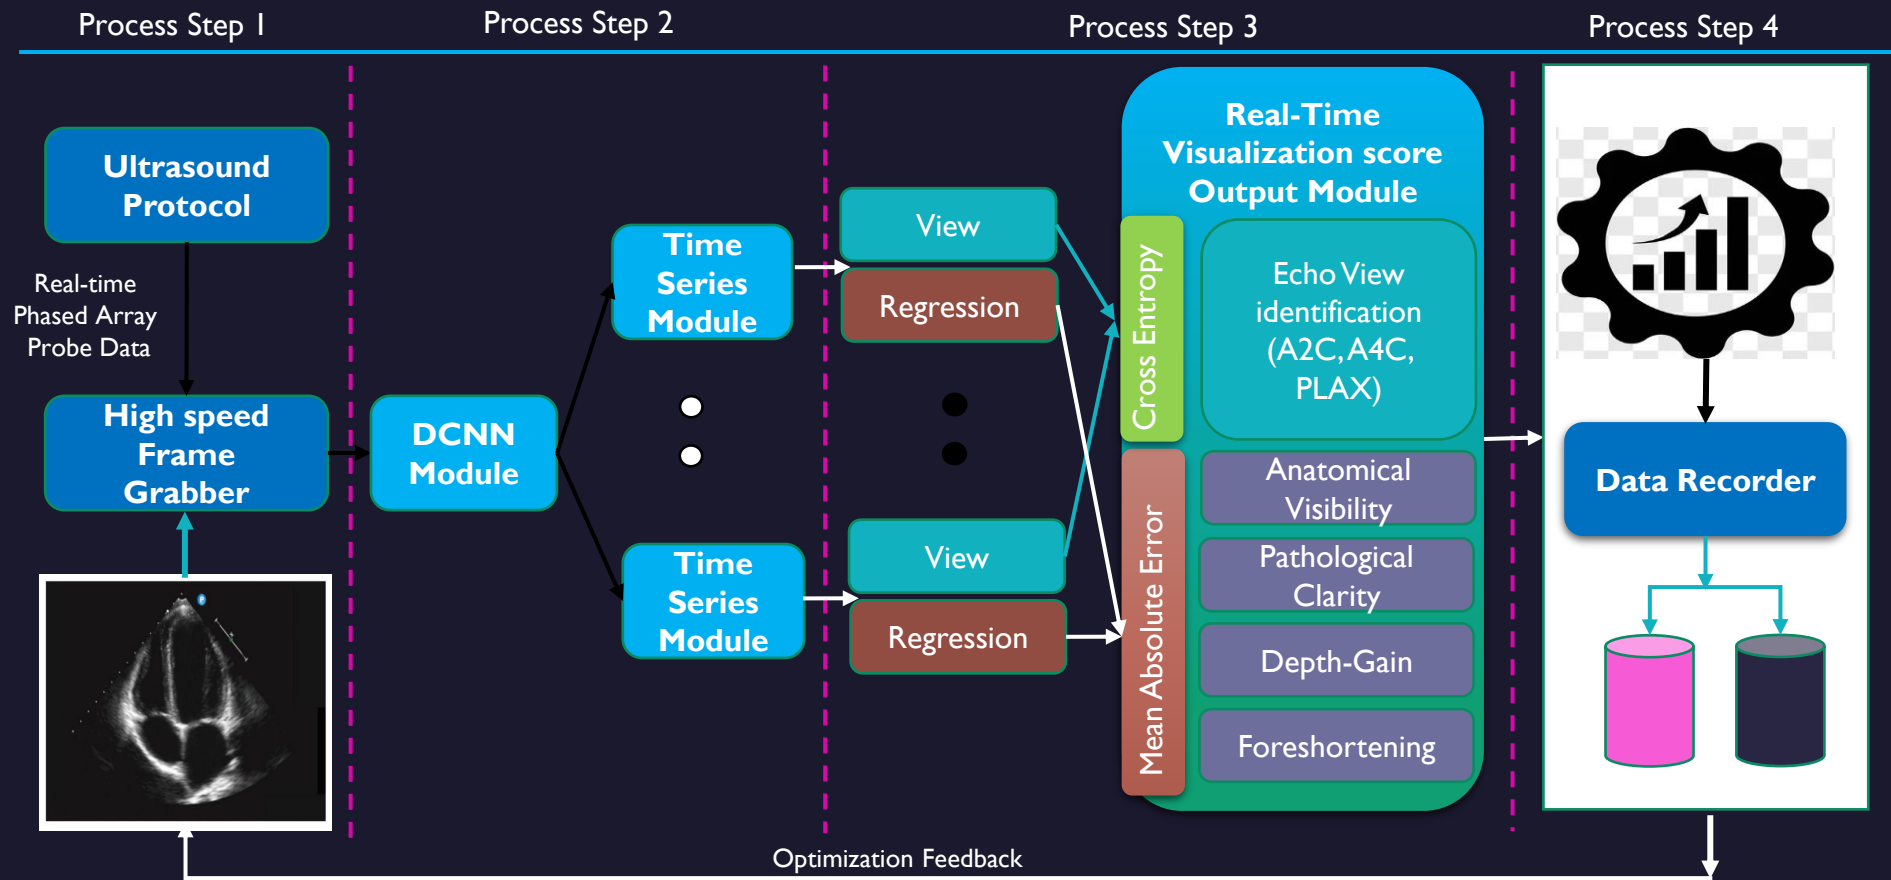 Process Step 1
Process Step 2
Process Step 3
Process Step 4
Ultrasound
Protocol
Real-time
Phased Array
Probe Data
High speed
Frame
Grabber
DCNN
Module
Time
Series
Module
Time
Series
Module
View
Regression
View
Regression
Real-Time
Visualization score
Output Module
Cross Entropy
Echo View
identification
(A2C, A4C,
PLAX)
Mean Absolute Error
Anatomical
Visibility
Pathological
Clarity
Depth-Gain
Foreshortening
Data Recorder
Optimization Feedback